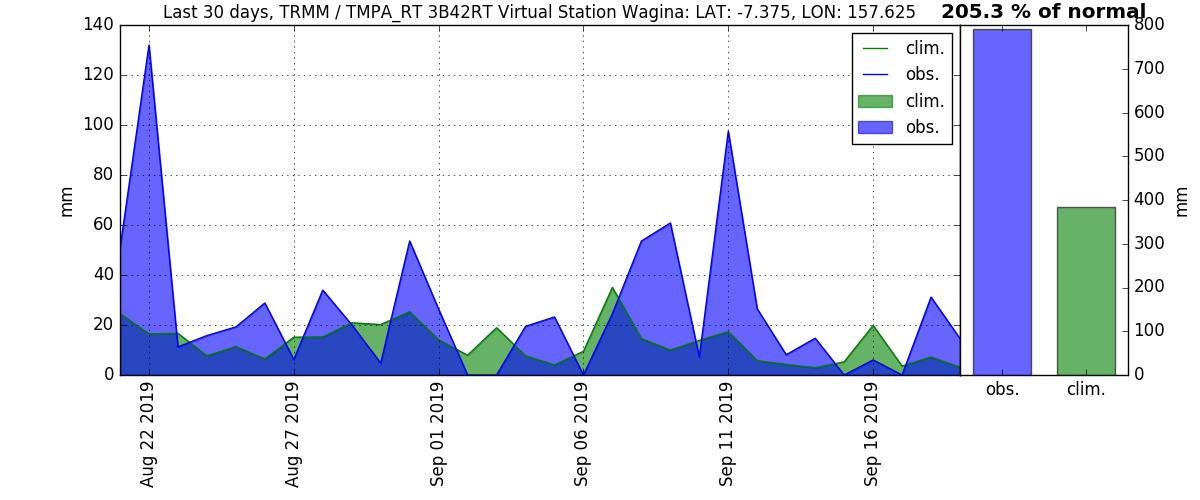 Last 30 days, TRMM / TMPA_RT 3B42RT Virtual Station Wagina: LAT: -7.375, LON: 157.625
205.3 % of normal
mm
140
120
100
80
60
40
20
0
clim.
obs.
clim.
obs.
Aug 22 2019
Aug 27 2019
Sep 01 2019
Sep 06 2019
Sep 11 2019
Sep 16 2019
800
700
600
500
400
300
200
100
0
mm
obs.
clim.